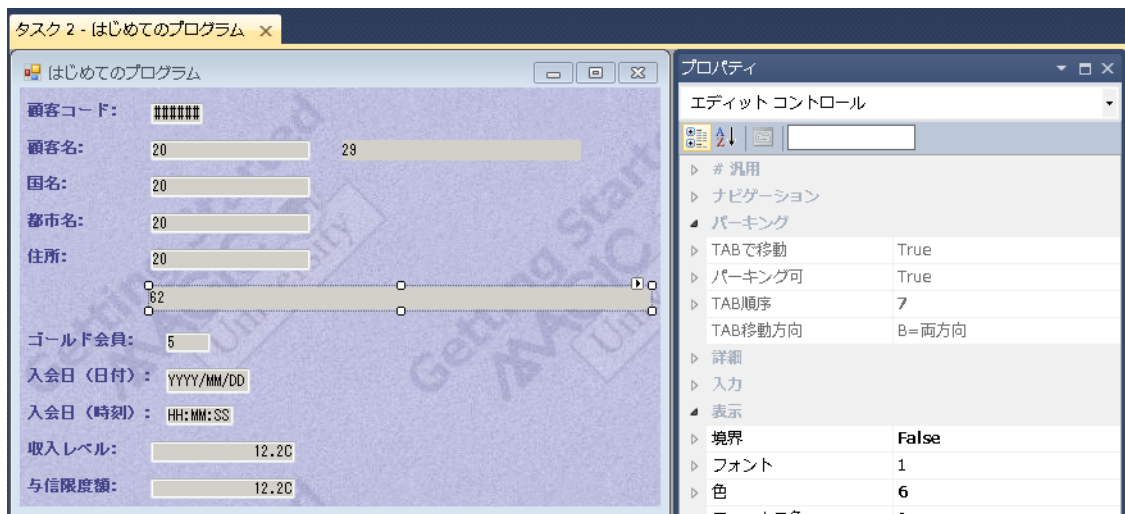 タスク 2 - はじめてのプログラム
はじめてのプログラム
顧客コード: ######
顧客名: 20 29
国名: 20
都市名: 20
住所: 20
62
ゴールド会員: 5
入会日（日付）: YYYY/MM/DD
入会日（時刻）: HH:MM:SS
収入レベル: 12.2C
与信限度額: 12.2C
Getting Started
MAGIC
University
Getting Started
MAGIC
プロパティ
エディット コントロール
# 汎用
ナビゲーション
パーキング
TABで移動 True
パーキング可 True
TAB順序 7
TAB移動方向 B=両方向
詳細
入力
表示
境界 False
フォント 1
色 6